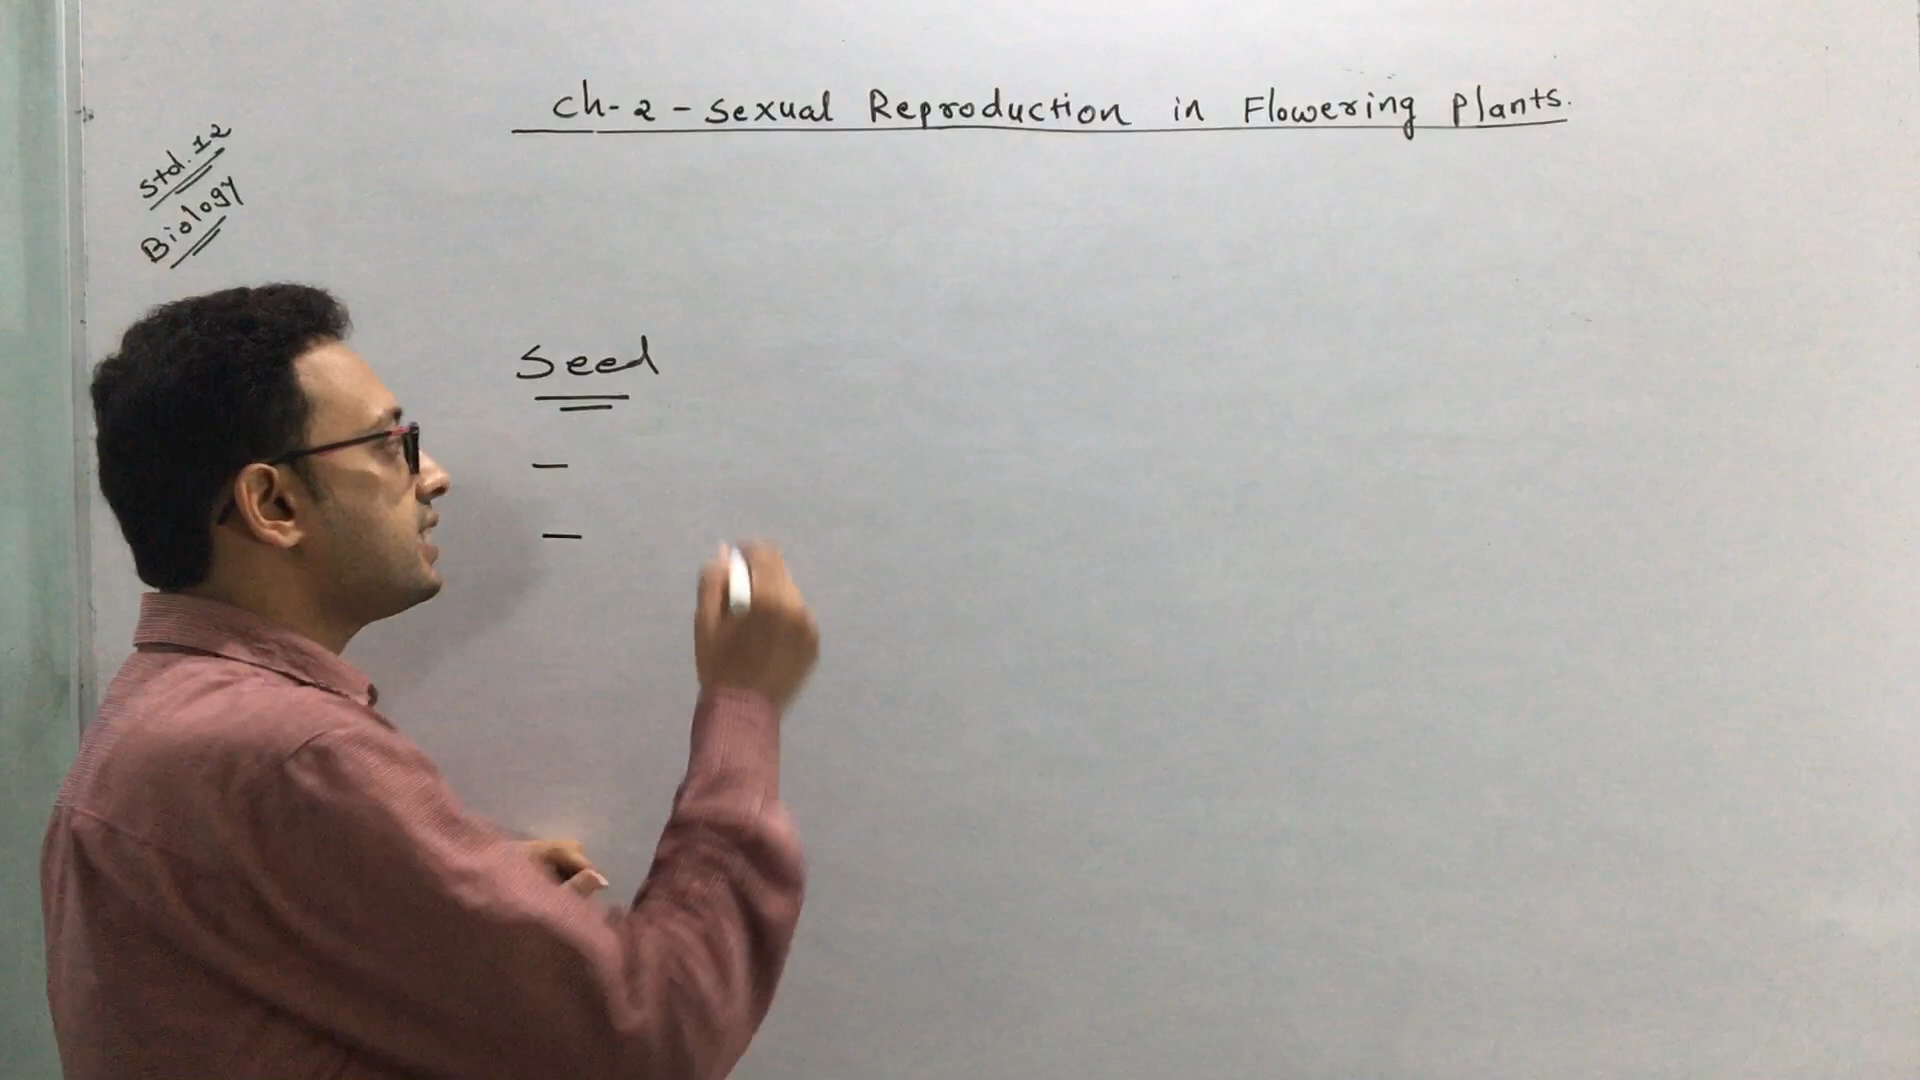 Ch-2-Sexual Reproduction in Flowering Plants.
Std.12
Biology
Seed
-
-